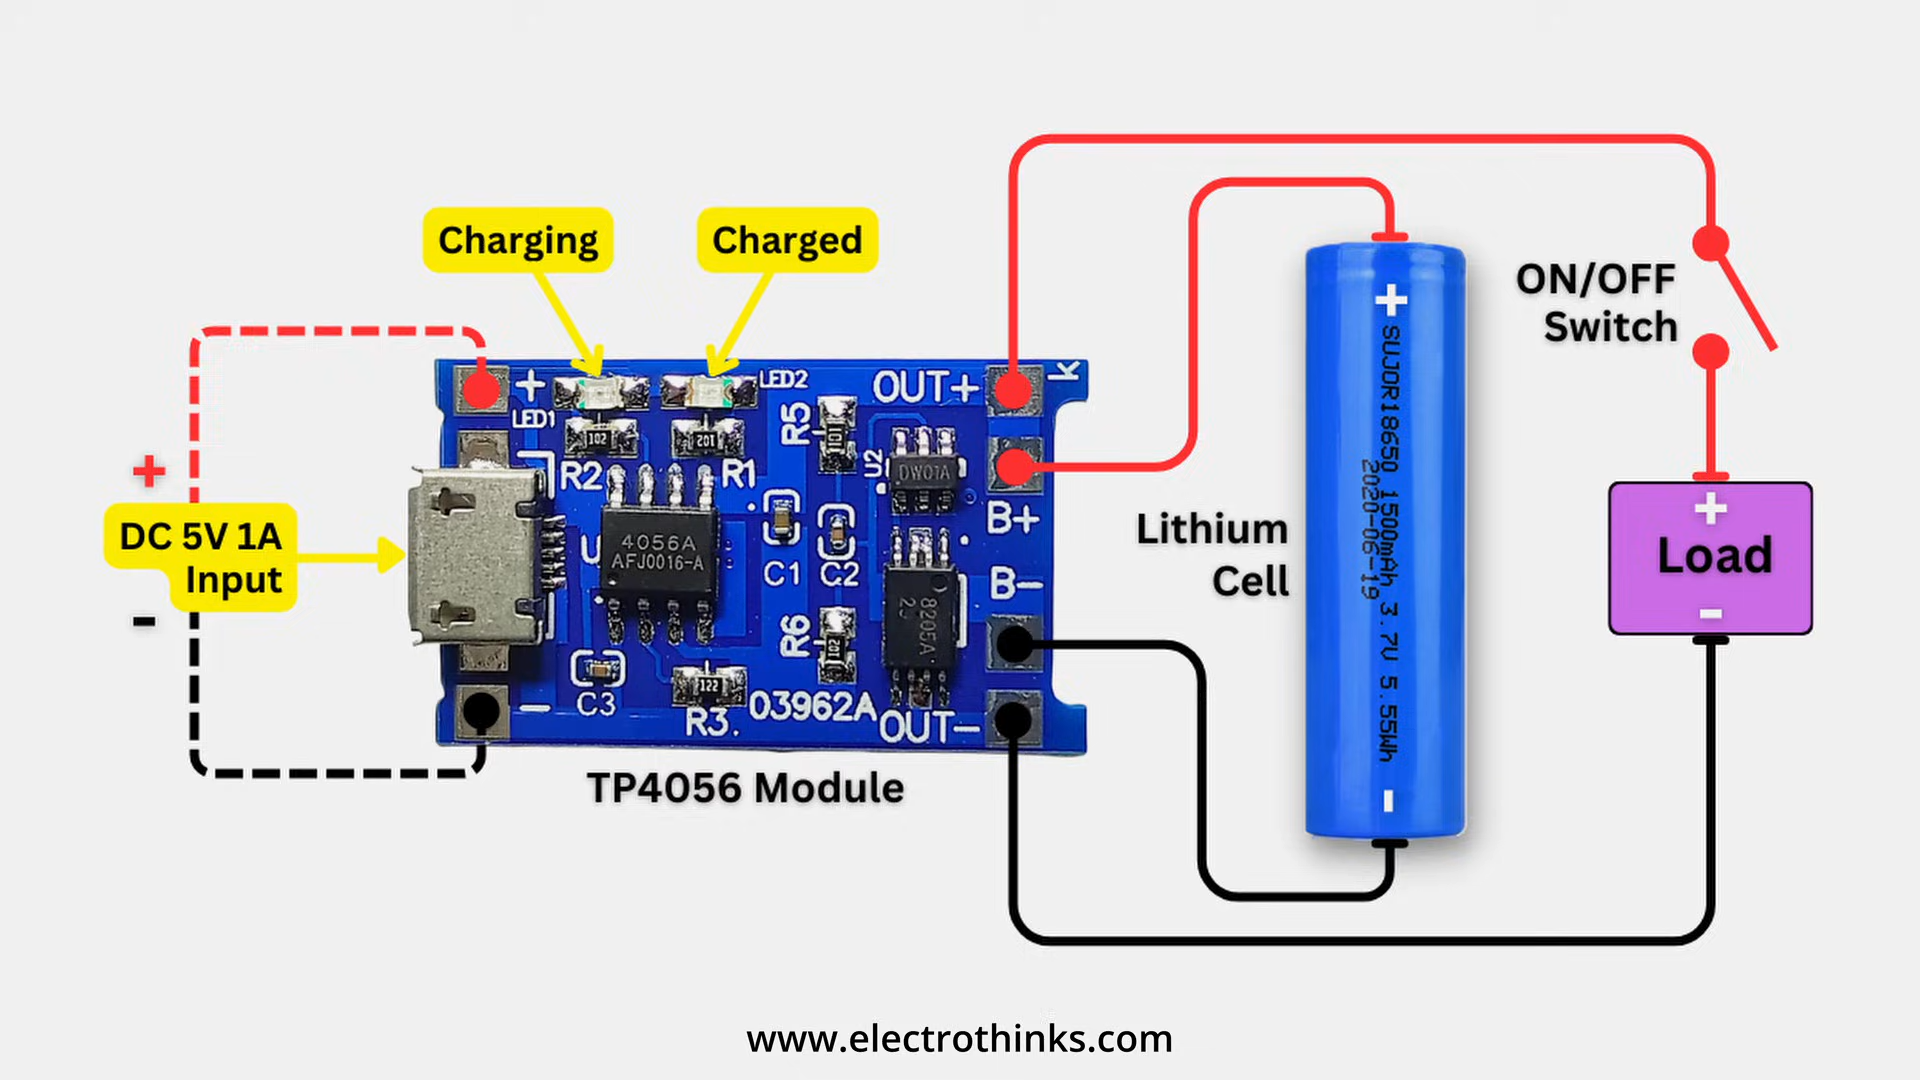 Charging
Charged
+
DC 5V 1A
Input
-
+
LED1
LED2
OUT+
k
102
201
R2
R1
R5
101
U2
DW01A
B+
B-
4056A
AFJ0016-A
U
C1
C2
8205A
2J
R6
102
C3
122
R3.
03962A
OUT-
-
TP4056 Module
Lithium
Cell
+
SUJOR18650 1500mAh 3.7V 5.55Wh
2020-06-19
-
ON/OFF
Switch
+
Load
-
www.electrothinks.com